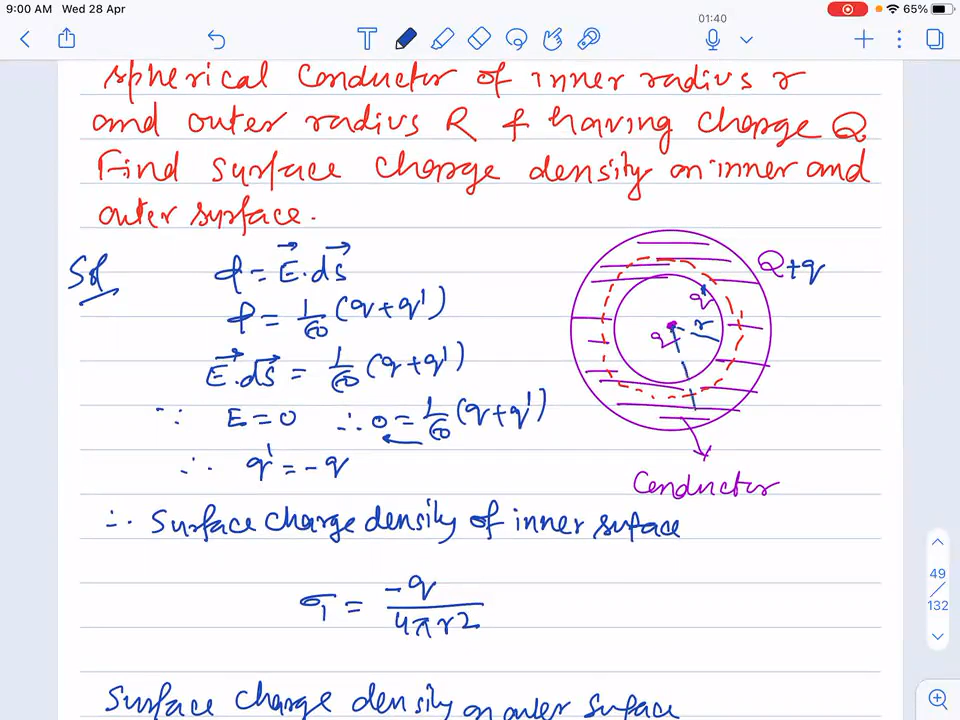 9:00 AM Wed 28 Apr
01:40
65%
spherical conductor of inner radius r
and outer radius R & having charge Q
Find surface charge density on inner and
outer surface.
Sol
ϕ = E⃗.ds⃗
ϕ = 1/ϵ0 (q+q')
E⃗.ds⃗ = 1/ϵ0 (q+q')
∵ E=0 ∴ 0 = 1/ϵ0 (q+q')
∴ q' = -q
∴ Surface charge density of inner suface
σ1 = -q / 4πr2
Surface charge density on outer suface
Q+q
q'
q
r
Conductor
49
/
132